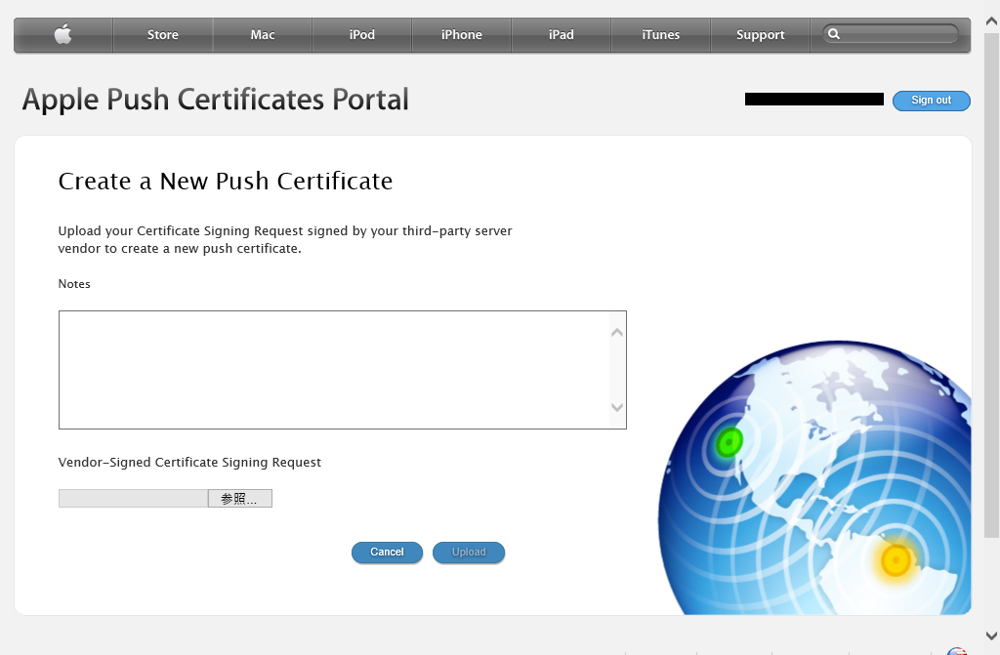 Store Mac iPod iPhone iPad iTunes Support
Apple Push Certificates Portal
Sign out
Create a New Push Certificate
Upload your Certificate Signing Request signed by your third-party server
vendor to create a new push certificate.
Notes
Vendor-Signed Certificate Signing Request
参照...
Cancel Upload